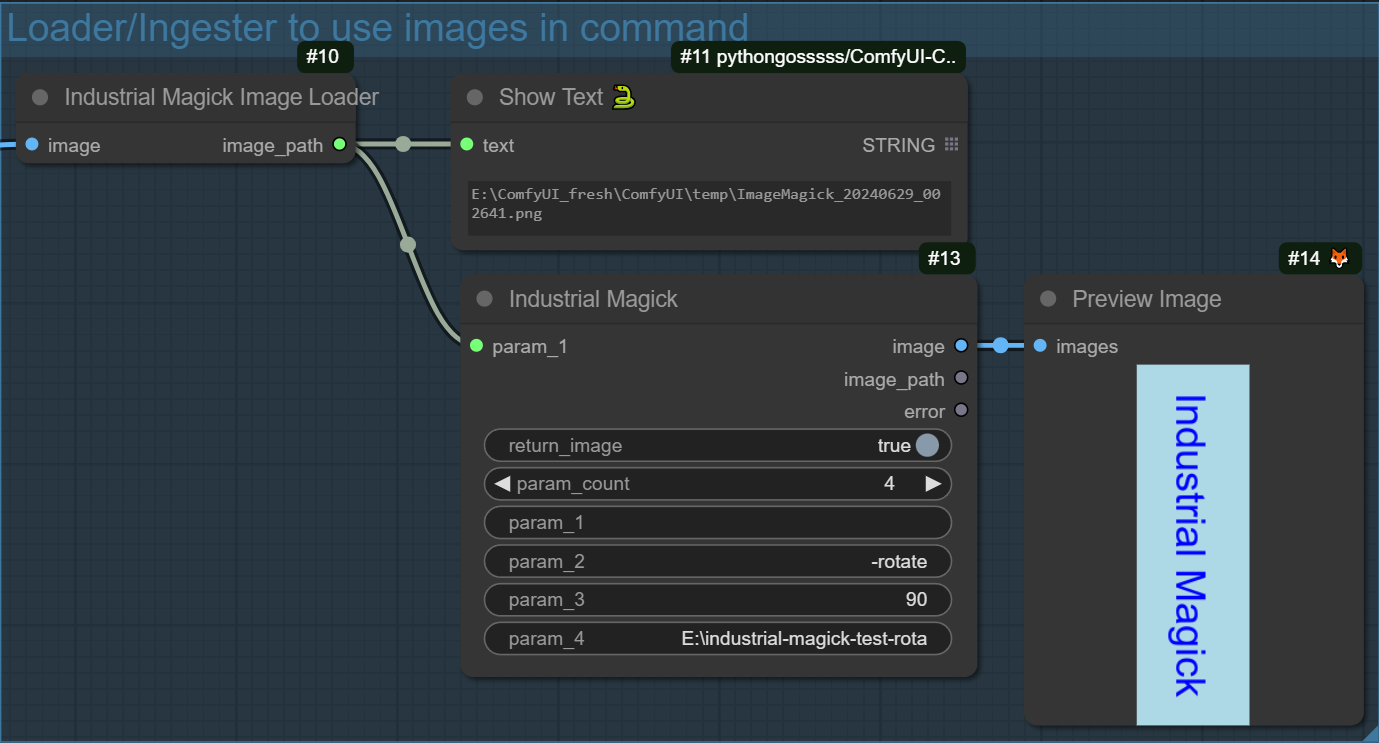 Loader/Ingester to use images in command
#10
Industrial Magick Image Loader
image
image_path
#11 pythongosssss/ComfyUI-C..
Show Text 🐍
text
STRING
E:\ComfyUI_fresh\ComfyUI\temp\ImageMagick_20240629_00
2641.png
#13
Industrial Magick
param_1
image
image_path
error
return_image true
param_count 4
param_1
param_2 -rotate
param_3 90
param_4 E:\industrial-magick-test-rota
#14 🦊
Preview Image
images
Industrial Magick